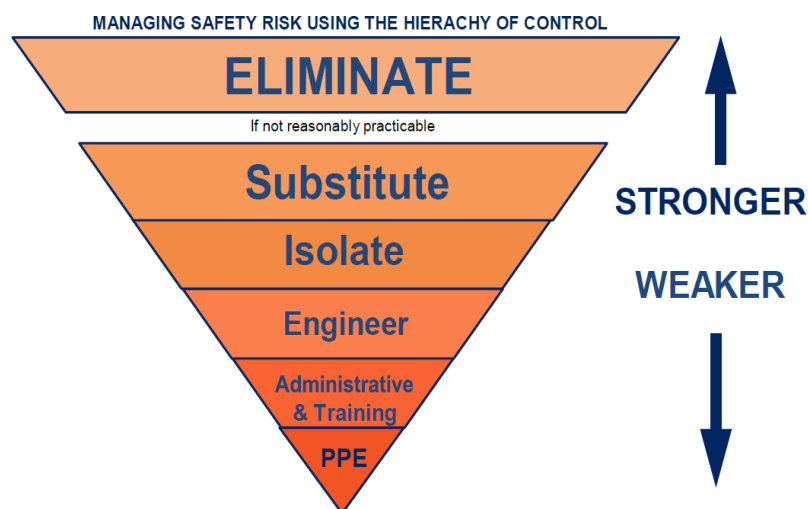 MANAGING SAFETY RISK USING THE HIERACHY OF CONTROL
ELIMINATE
If not reasonably practicable
Substitute
Isolate
Engineer
Administrative
& Training
PPE
STRONGER
WEAKER